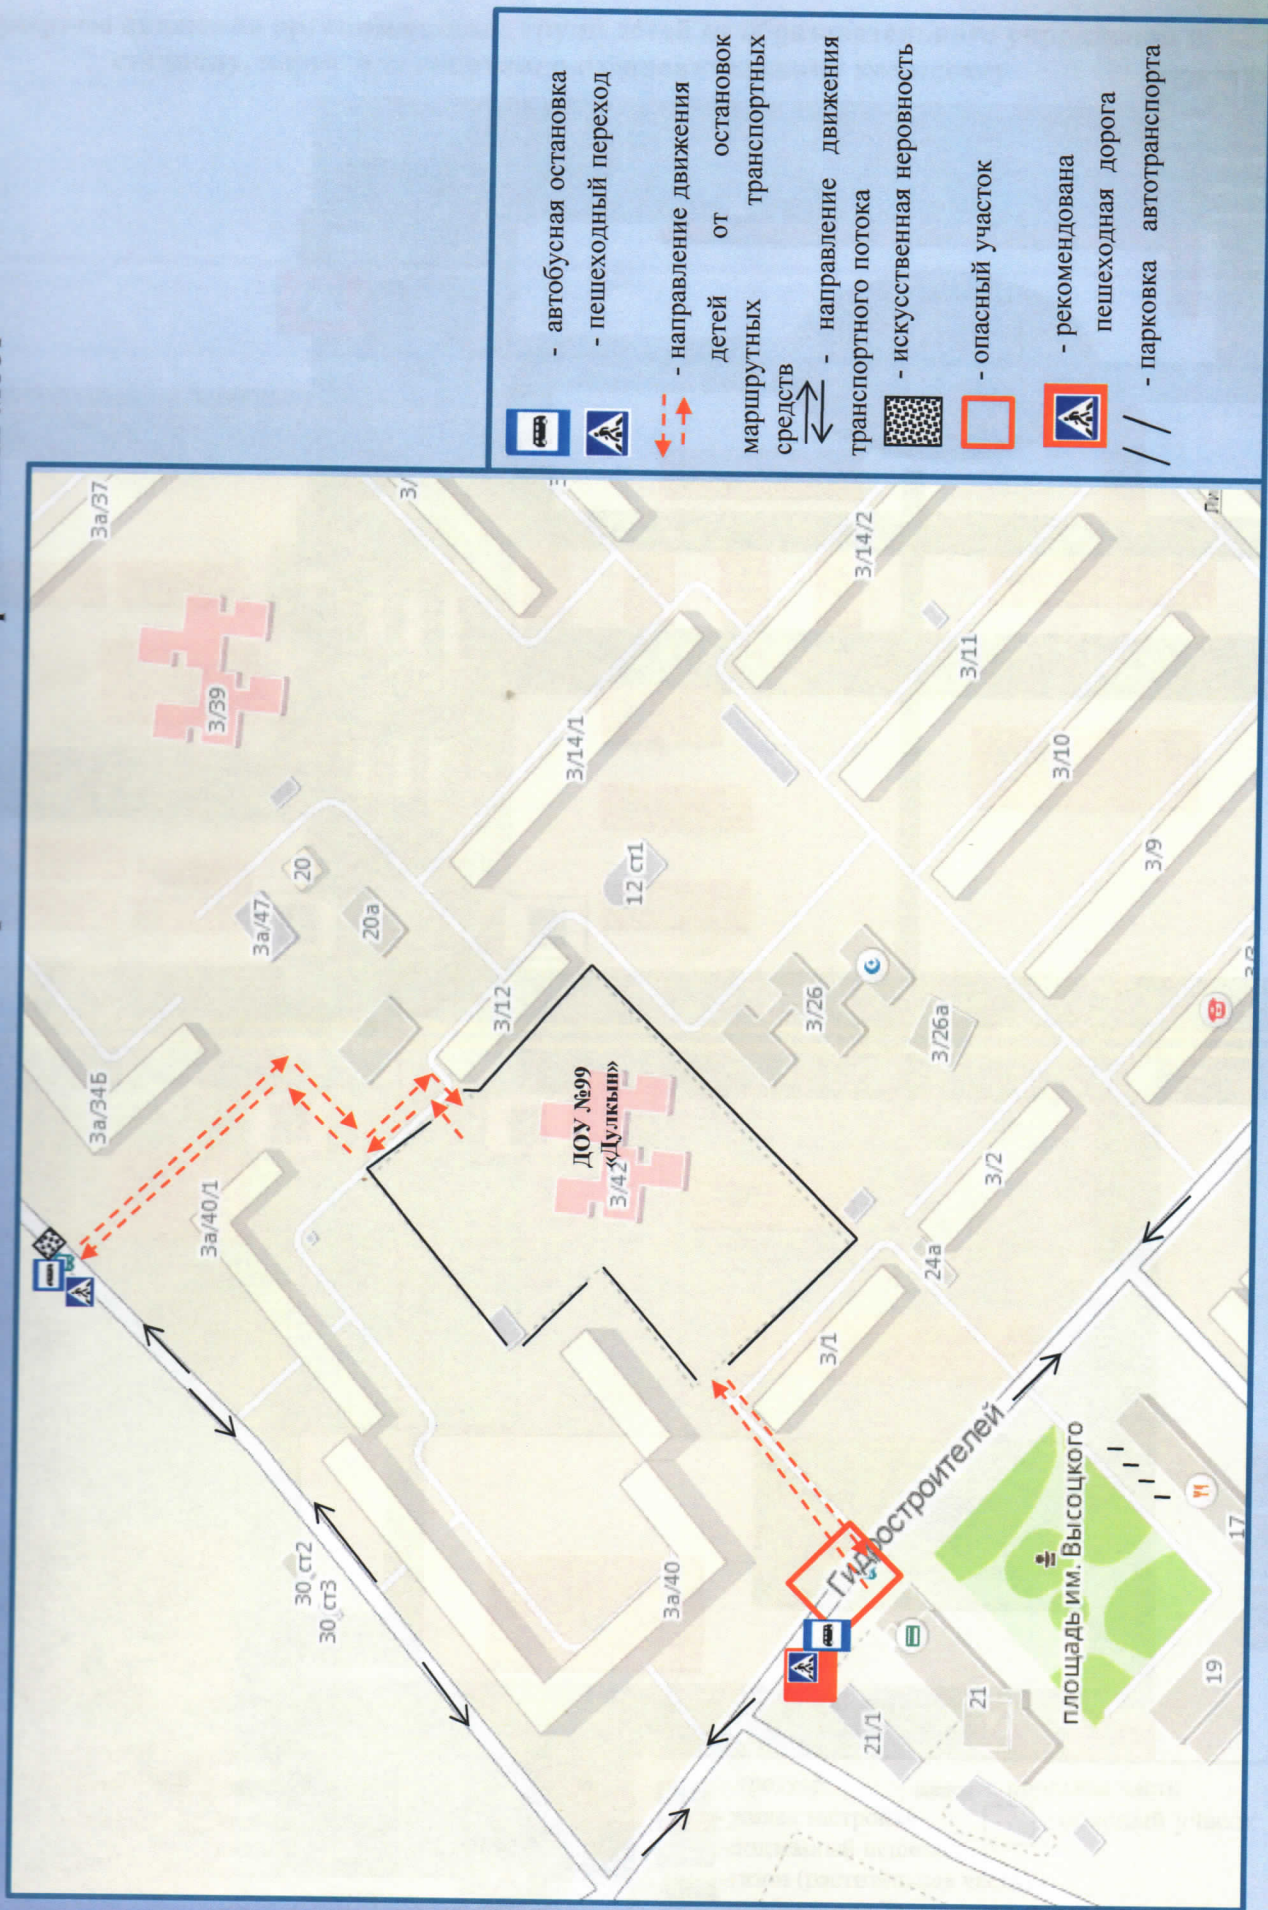 - автобусная остановка
- пешеходный переход
- направление движения
детей от остановок
маршрутных транспортных
средств
- направление движения
транспортного потока
- искусственная неровность
- опасный участок
- рекомендована
пешеходная дорога
- парковка автотранспорта
3а/37
3/39
3/14/2
3/14/1
3/11
3/10
3/9
20
3а/47
20а
12 ст1
3/12
3/26
3/26а
3а/34Б
ДОУ №99
«Дулкын»
3/42
3а/40/1
3/2
24а
3/1
30 ст2
30 ст3
3а/40
Гидростроителей
площадь им. Высоцкого
17
19
21
21/1